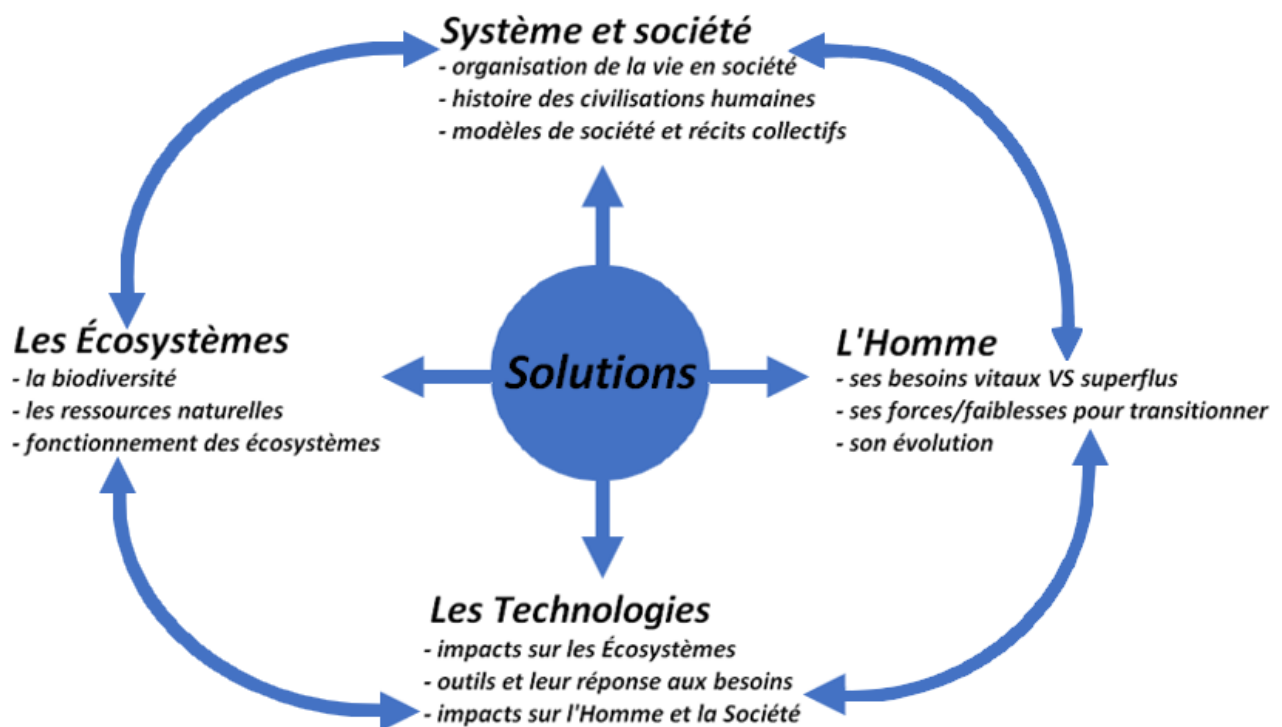 Système et société
- organisation de la vie en société
- histoire des civilisations humaines
- modèles de société et récits collectifs
Les Écosystèmes
- la biodiversité
- les ressources naturelles
- fonctionnement des écosystèmes
Solutions
L'Homme
- ses besoins vitaux VS superflus
- ses forces/faiblesses pour transitionner
- son évolution
Les Technologies
- impacts sur les Écosystèmes
- outils et leur réponse aux besoins
- impacts sur l'Homme et la Société